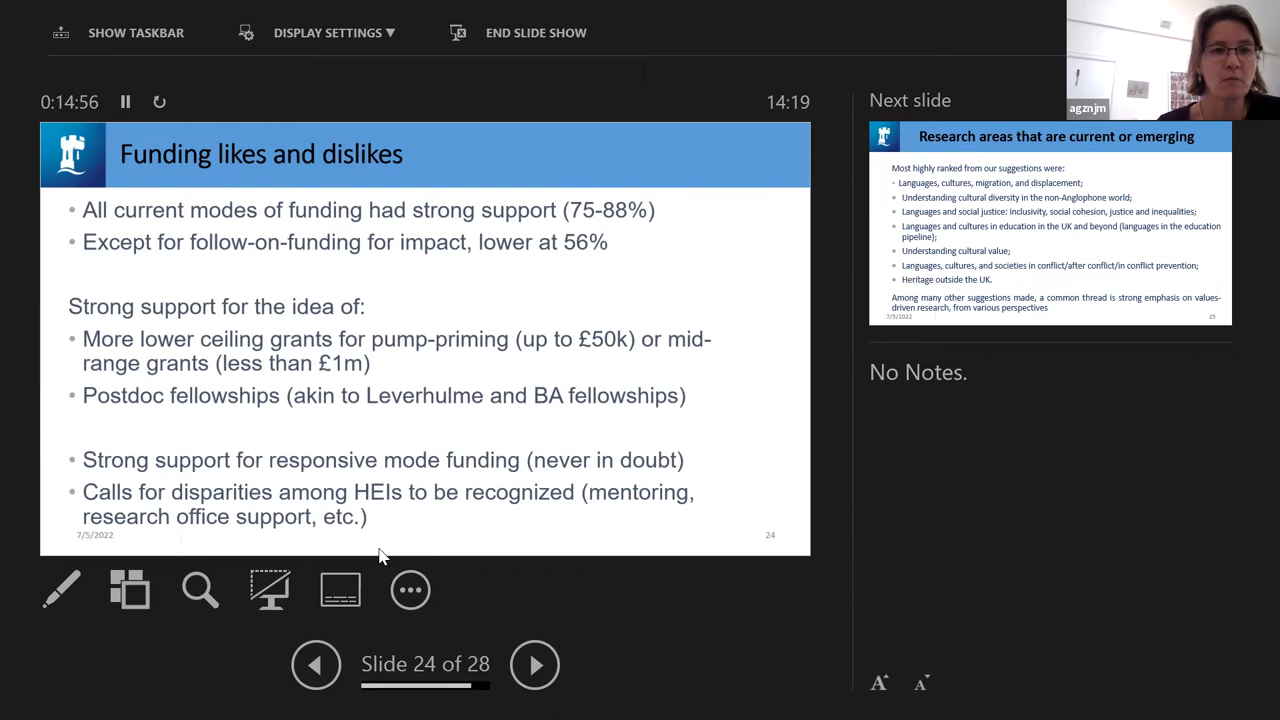 SHOW TASKBAR
DISPLAY SETTINGS ▼
END SLIDE SHOW
agznjm
0:14:56
14:19
Funding likes and dislikes
• All current modes of funding had strong support (75-88%)
• Except for follow-on-funding for impact, lower at 56%
Strong support for the idea of:
• More lower ceiling grants for pump-priming (up to £50k) or mid-
range grants (less than £1m)
• Postdoc fellowships (akin to Leverhulme and BA fellowships)
• Strong support for responsive mode funding (never in doubt)
• Calls for disparities among HEIs to be recognized (mentoring,
research office support, etc.)
7/5/2022
24
Slide 24 of 28
Next slide
Research areas that are current or emerging
Most highly ranked from our suggestions were:
• Languages, cultures, migration, and displacement;
• Understanding cultural diversity in the non-Anglophone world;
• Languages and social justice: Inclusivity, social cohesion, justice and inequalities;
• Languages and cultures in education in the UK and beyond (languages in the education
pipeline);
• Understanding cultural value;
• Languages, cultures, and societies in conflict/after conflict/in conflict prevention;
• Heritage outside the UK.
Among many other suggestions made, a common thread is strong emphasis on values-
driven research, from various perspectives
7/5/2022
25
No Notes.
A A